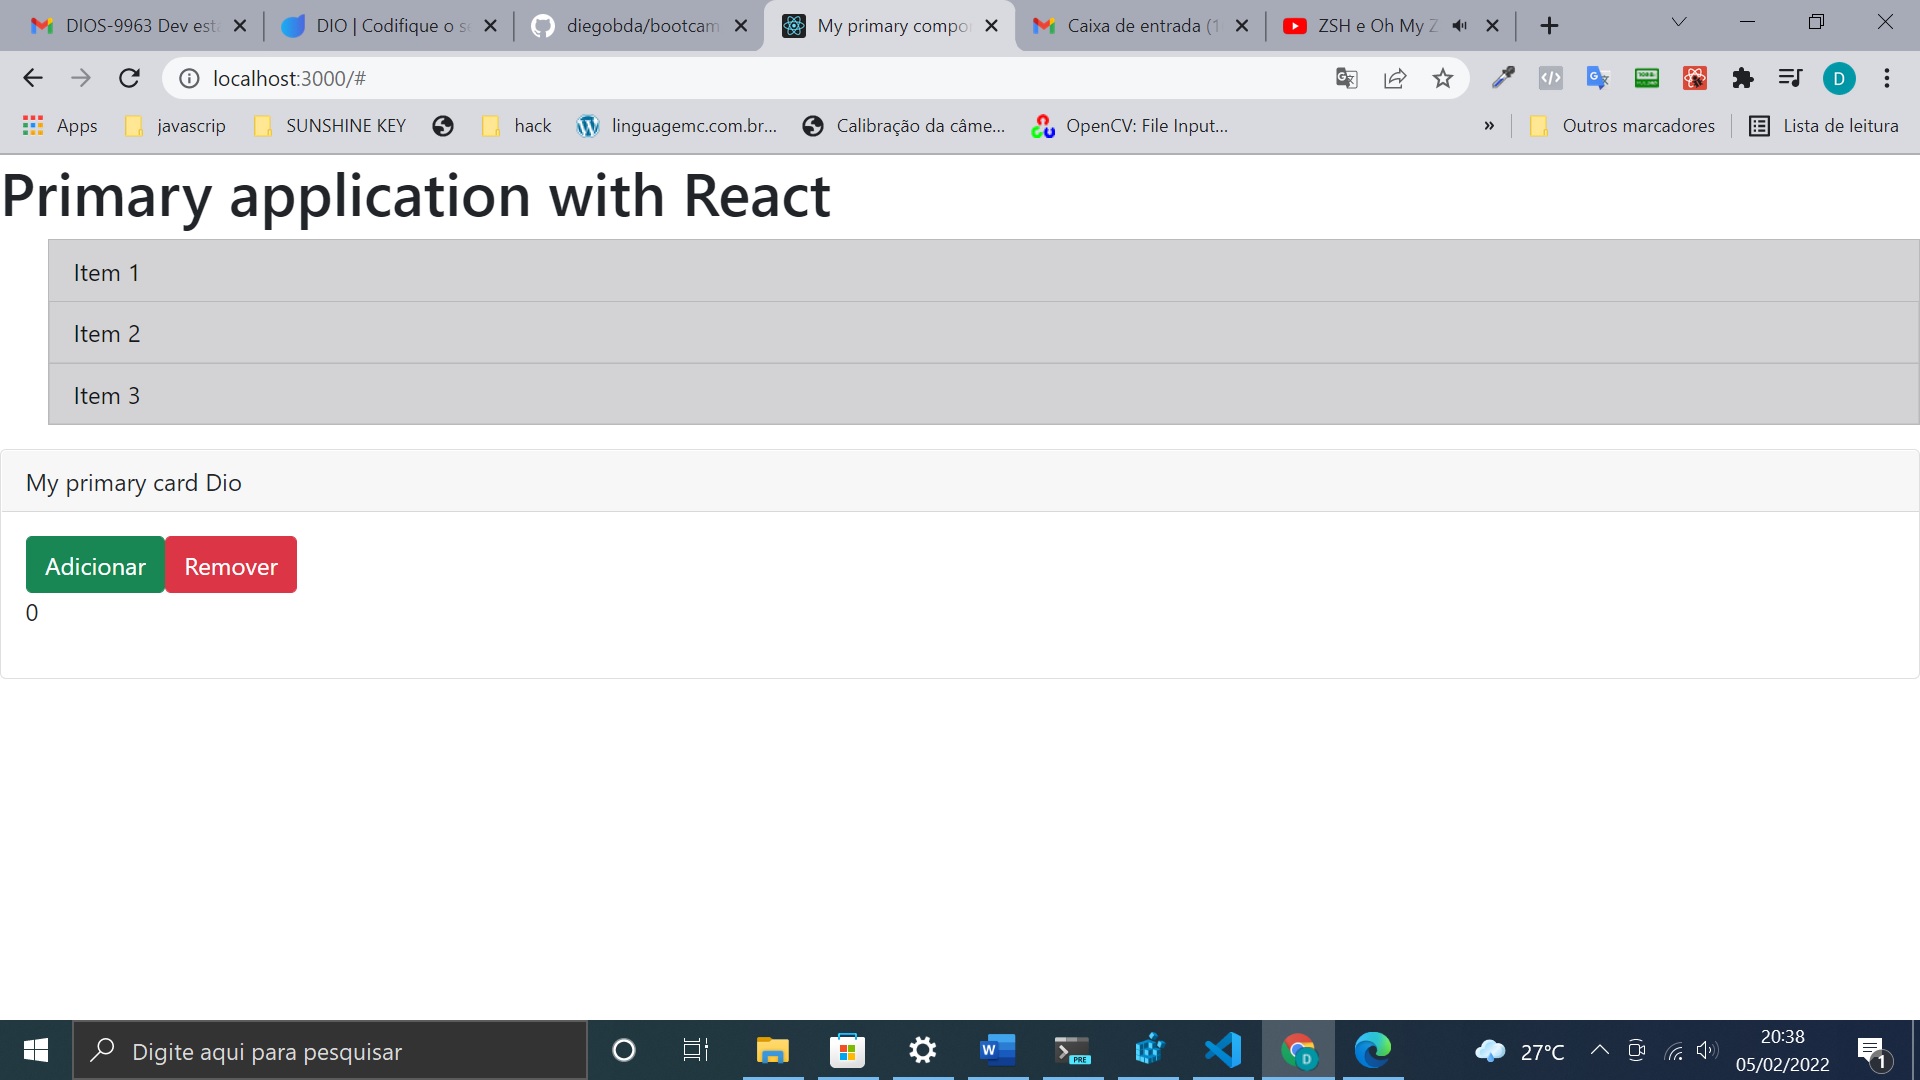 DIOS-9963 Dev est
DIO | Codifique o s
diegobda/bootcam
My primary compo
Caixa de entrada (1
ZSH e Oh My Z
localhost:3000/#
D
Apps
javascrip
SUNSHINE KEY
hack
linguagemc.com.br...
Calibração da câme...
OpenCV: File Input...
»
Outros marcadores
Lista de leitura
Primary application with React
Item 1
Item 2
Item 3
My primary card Dio
Adicionar
Remover
0
Digite aqui para pesquisar
W
PRE
D
27°C
20:38
05/02/2022
1